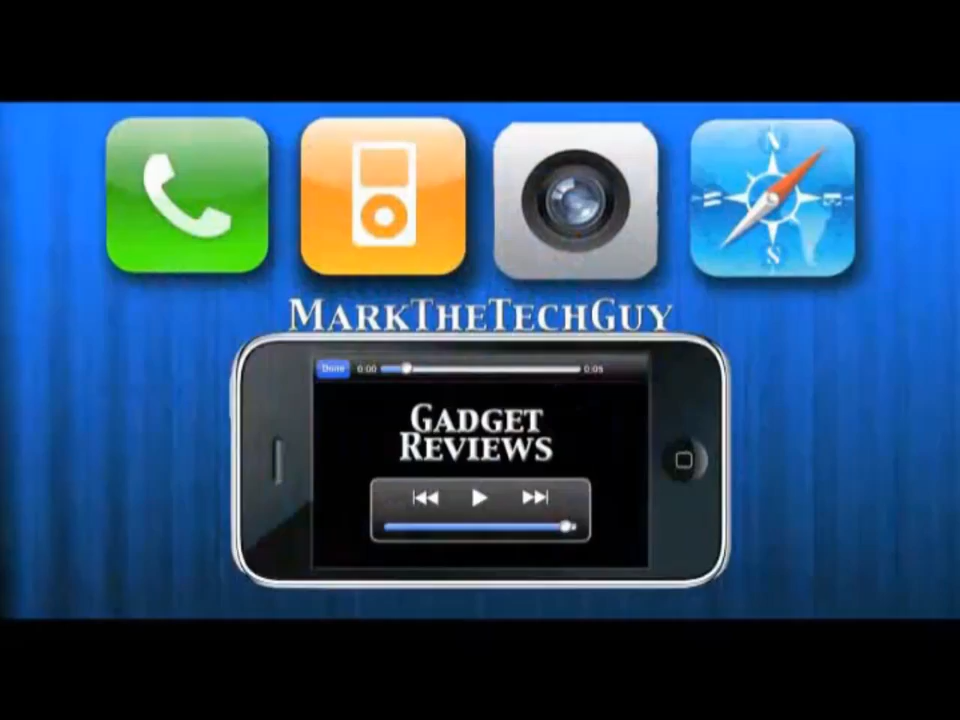 N
E
S
MARKTHETECHGUY
Done 0:00 0:05
GADGET
REVIEWS